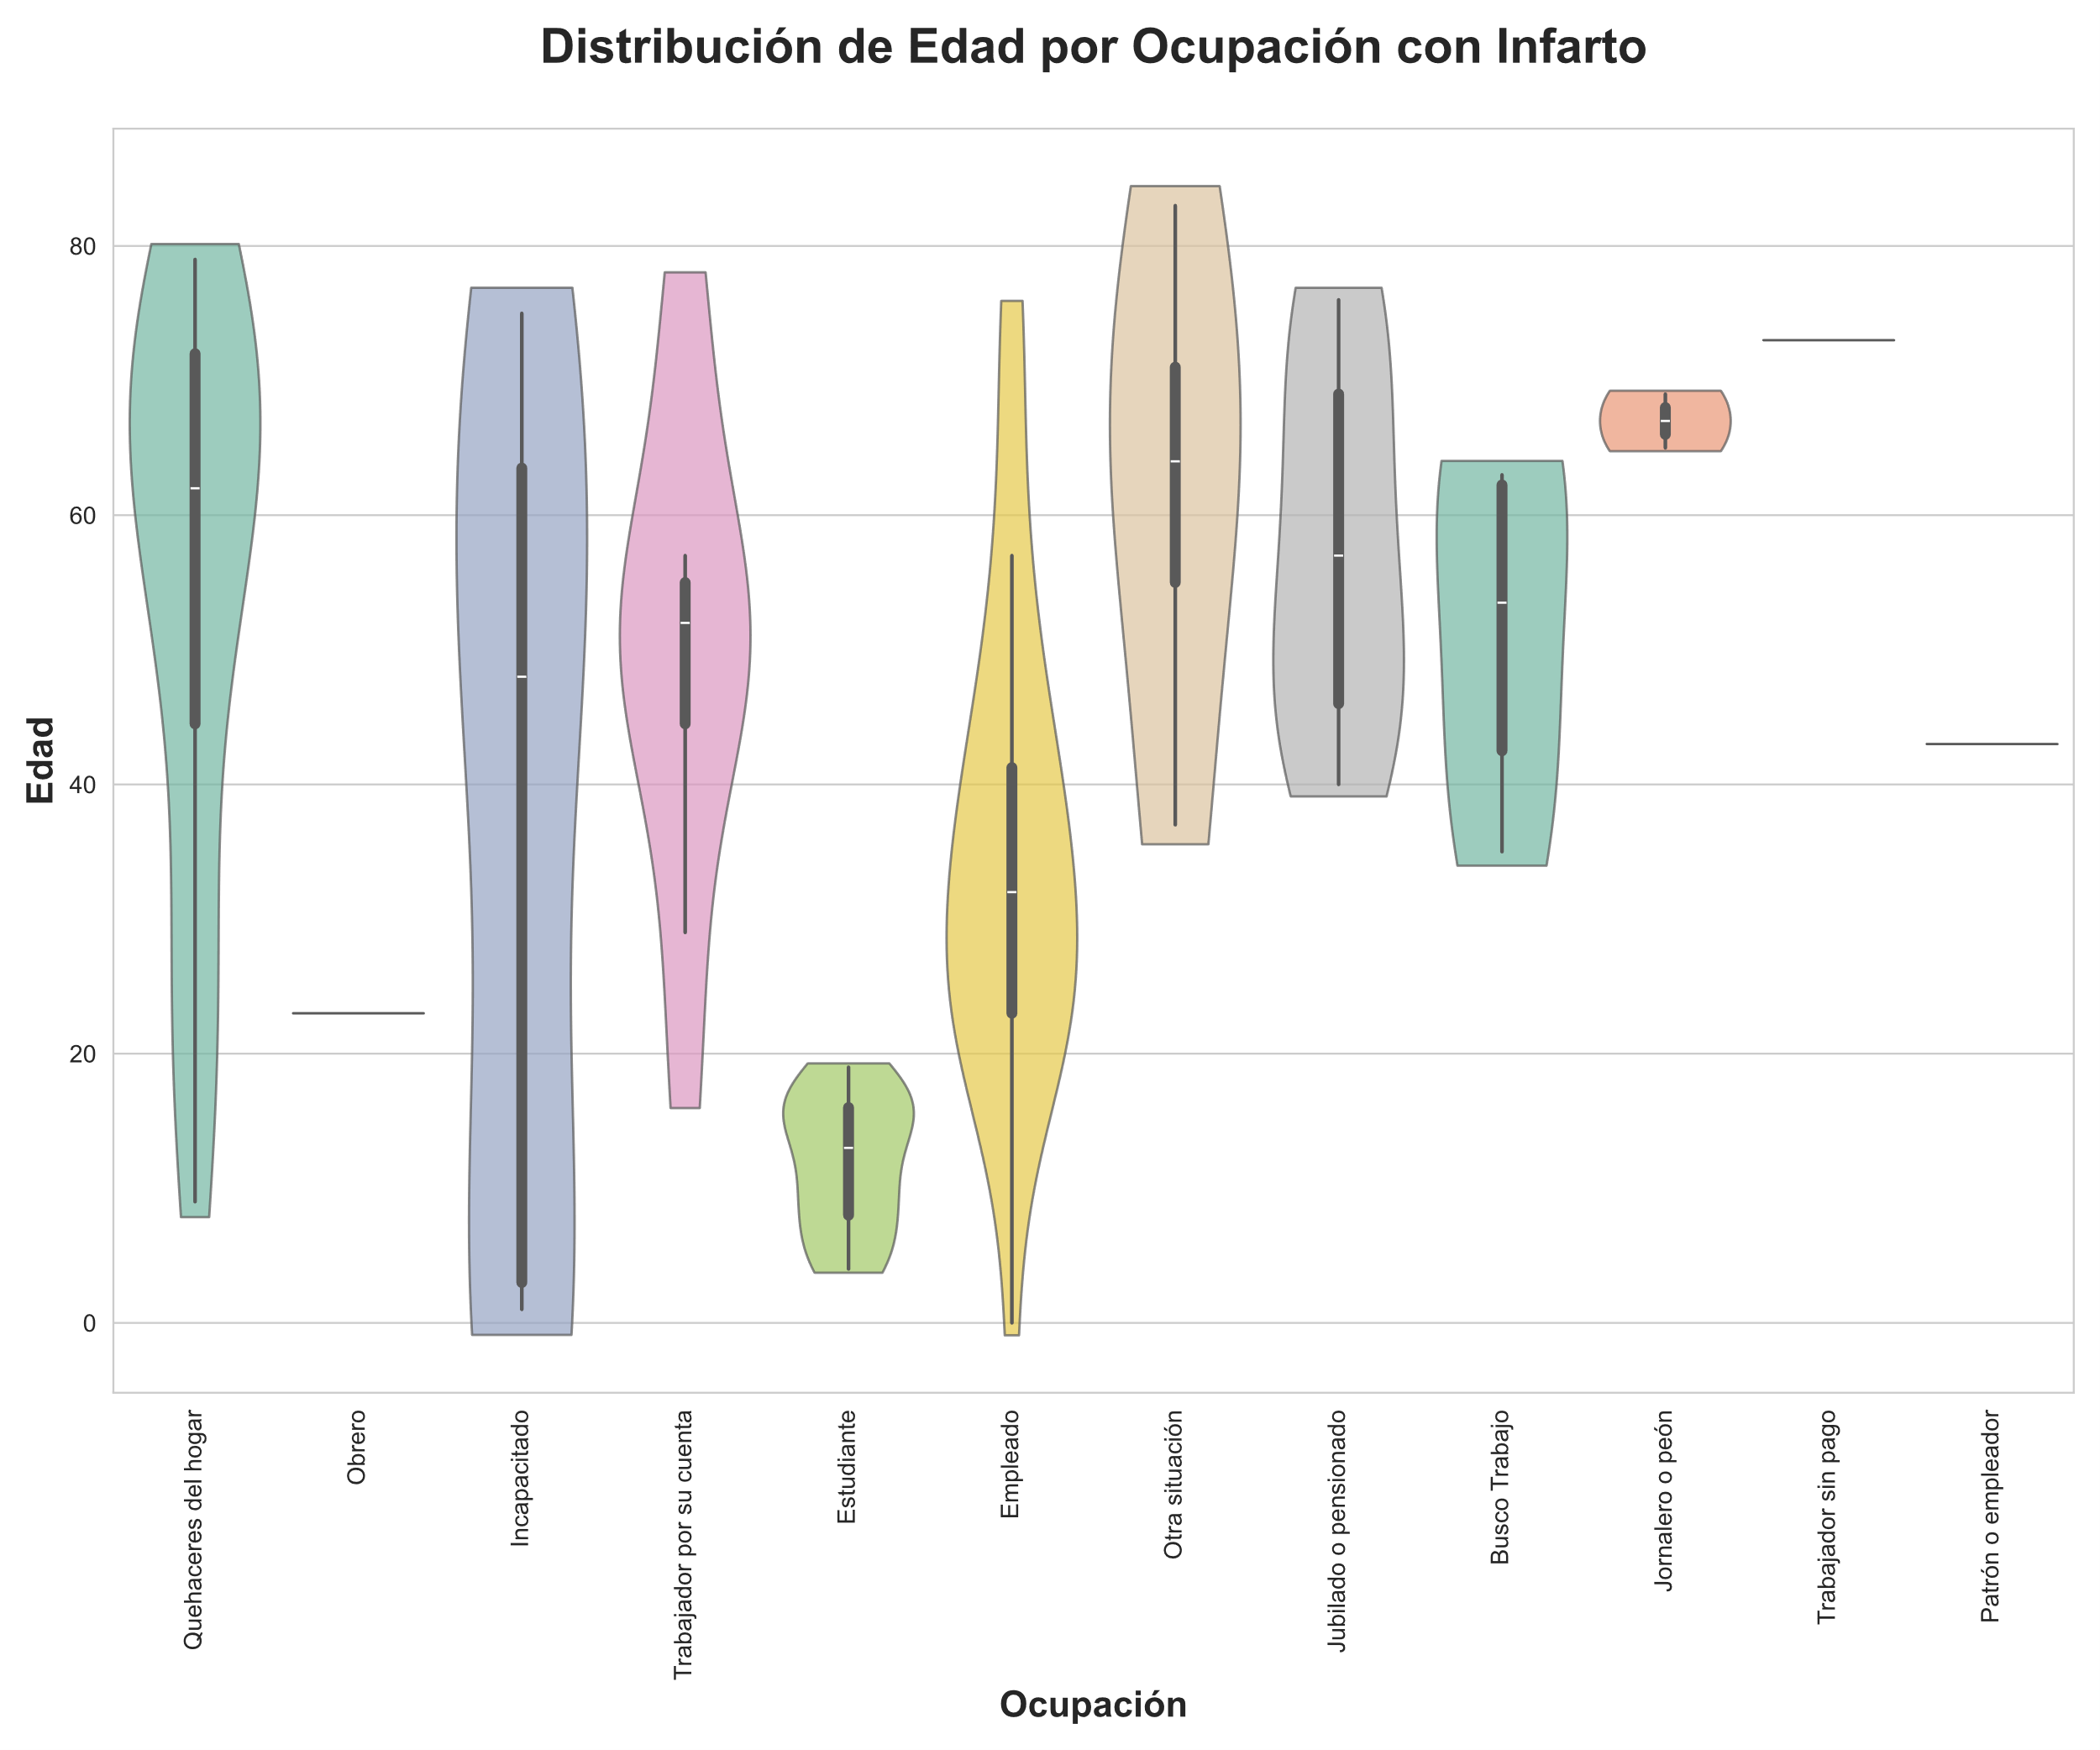 Distribución de Edad por Ocupación con Infarto
Edad
80
60
40
20
0
Quehaceres del hogar
Obrero
Incapacitado
Trabajador por su cuenta
Estudiante
Empleado
Otra situación
Jubilado o pensionado
Busco Trabajo
Jornalero o peón
Trabajador sin pago
Patrón o empleador
Ocupación